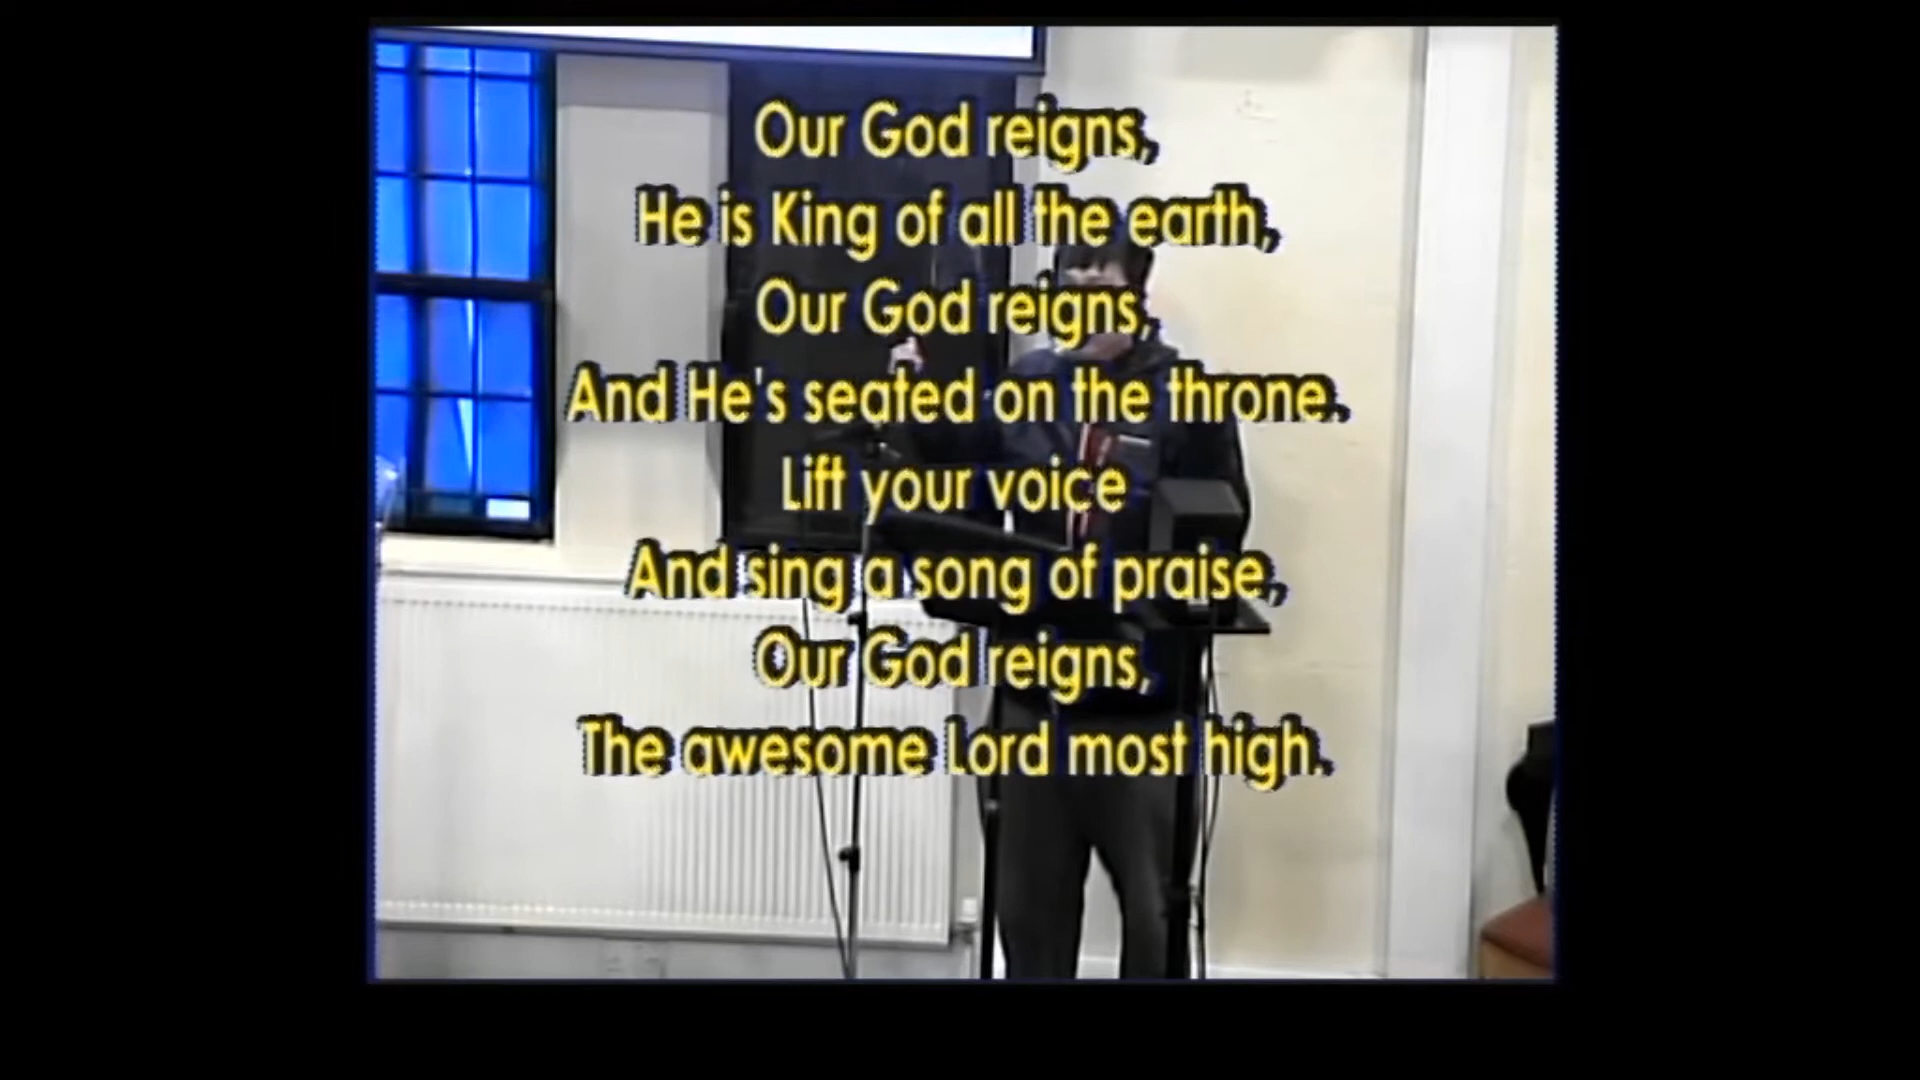 Our God reigns,
He is King of all the earth,
Our God reigns,
And He's seated on the throne.
Lift your voice
And sing a song of praise,
Our God reigns,
The awesome Lord most high.